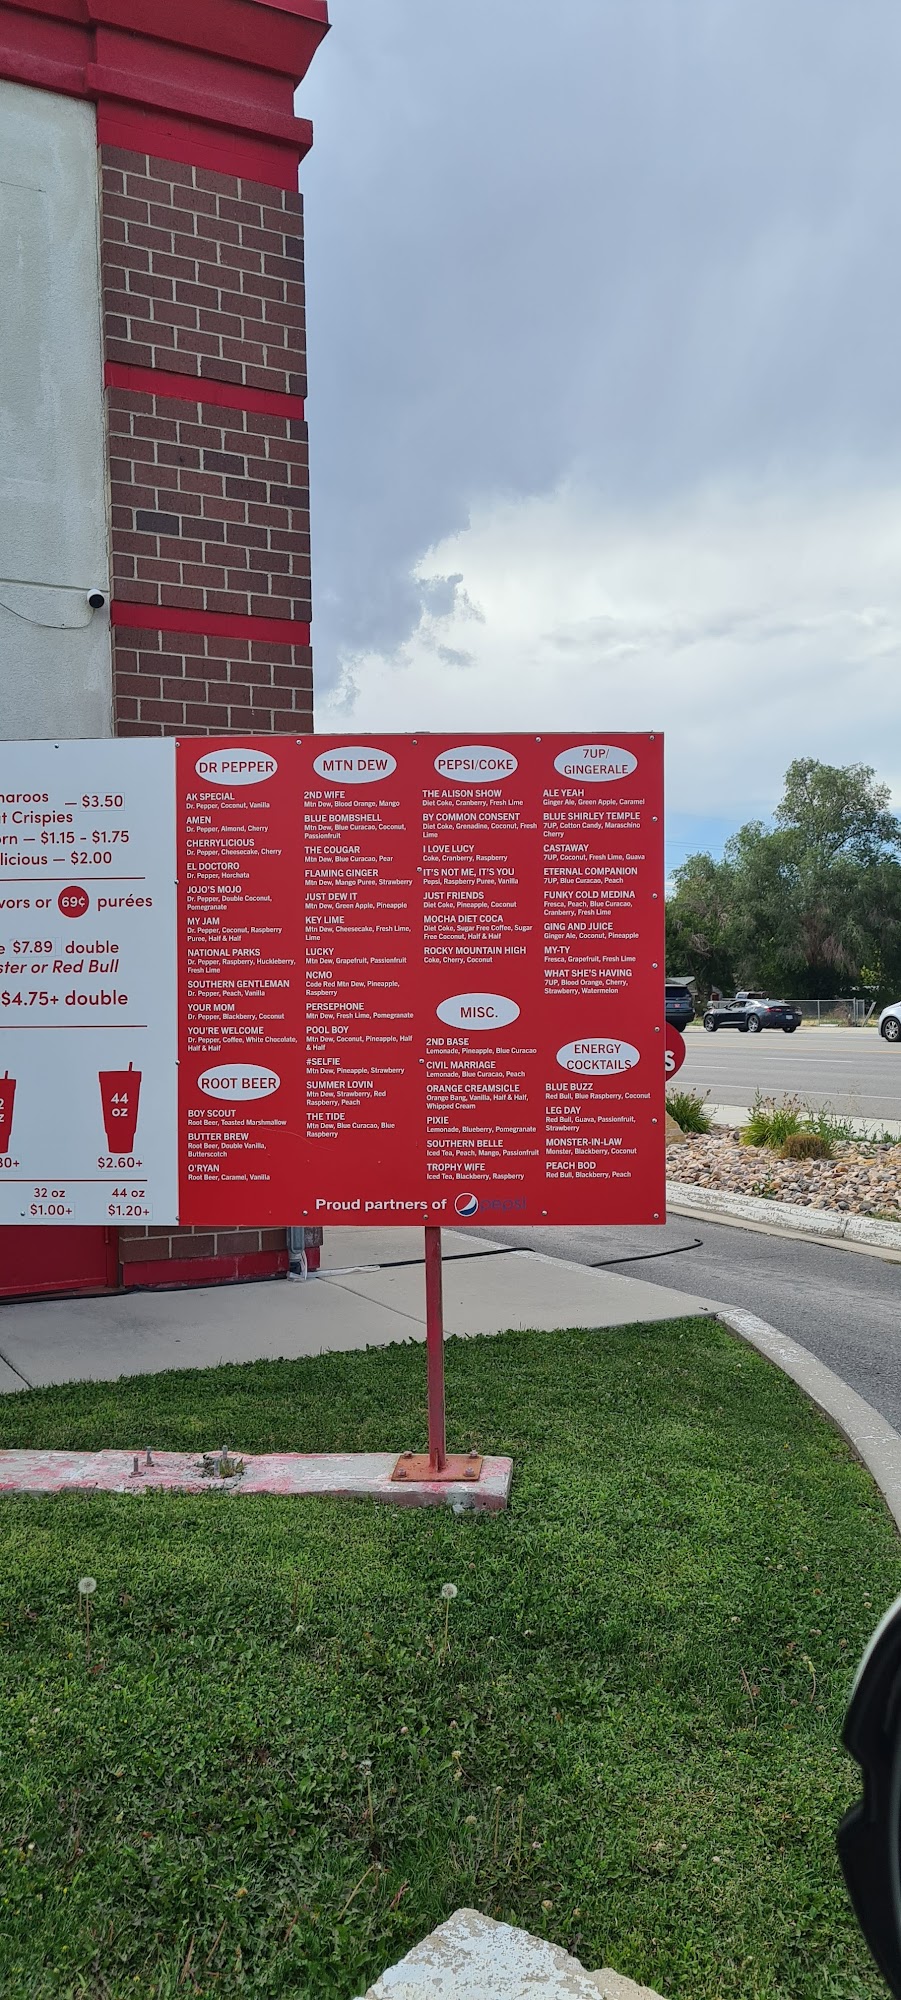 — $3.50
t Crispies
orn — $1.15 - $1.75
licious — $2.00
vors or 69¢ purées
e $7.89 double
ster or Red Bull
$4.75+ double
44
OZ
$2.60+
32 oz
$1.00+
44 oz
$1.20+
DR PEPPER
AK SPECIAL
Dr. Pepper, Coconut, Vanilla
AMEN
Dr. Pepper, Almond, Cherry
CHERRYLICIOUS
Dr. Pepper, Cheesecake, Cherry
EL DOCTORO
Dr. Pepper, Horchata
JOJO'S MOJO
Dr. Pepper, Double Coconut,
Pomegranate
MY JAM
Dr. Pepper, Coconut, Raspberry
Puree, Half & Half
NATIONAL PARKS
Dr. Pepper, Raspberry, Huckleberry,
Fresh Lime
SOUTHERN GENTLEMAN
Dr. Pepper, Peach, Vanilla
YOUR MOM
Dr. Pepper, Blackberry, Coconut
YOU'RE WELCOME
Dr. Pepper, Coffee, White Chocolate,
Half & Half
ROOT BEER
BOY SCOUT
Root Beer, Toasted Marshmallow
BUTTER BREW
Root Beer, Double Vanilla,
Butterscotch
O'RYAN
Root Beer, Caramel, Vanilla
MTN DEW
2ND WIFE
Mtn Dew, Blood Orange, Mango
BLUE BOMBSHELL
Mtn Dew, Blue Curacao, Coconut,
Passionfruit
THE COUGAR
Mtn Dew, Blue Curacao, Pear
FLAMING GINGER
Mtn Dew, Mango Puree, Strawberry
JUST DEW IT
Mtn Dew, Green Apple, Pineapple
KEY LIME
Mtn Dew, Cheesecake, Fresh Lime,
Lime
LUCKY
Mtn Dew, Grapefruit, Passionfruit
NCMO
Code Red Mtn Dew, Pineapple,
Raspberry
PERSEPHONE
Mtn Dew, Fresh Lime, Pomegranate
POOL BOY
Mtn Dew, Coconut, Pineapple, Half
& Half
#SELFIE
Mtn Dew, Pineapple, Strawberry
SUMMER LOVIN
Mtn Dew, Strawberry, Red
Raspberry, Peach
THE TIDE
Mtn Dew, Blue Curacao, Blue
Raspberry
PEPSI/COKE
THE ALISON SHOW
Diet Coke, Cranberry, Fresh Lime
BY COMMON CONSENT
Diet Coke, Grenadine, Coconut, Fresh
Lime
I LOVE LUCY
Coke, Cranberry, Raspberry
IT'S NOT ME, IT'S YOU
Pepsi, Raspberry Puree, Vanilla
JUST FRIENDS
Diet Coke, Pineapple, Coconut
MOCHA DIET COCA
Diet Coke, Sugar Free Coffee, Sugar
Free Coconut, Half & Half
ROCKY MOUNTAIN HIGH
Coke, Cherry, Coconut
MISC.
2ND BASE
Lemonade, Pineapple, Blue Curacao
CIVIL MARRIAGE
Lemonade, Blue Curacao, Peach
ORANGE CREAMSICLE
Orange Bang, Vanilla, Half & Half,
Whipped Cream
PIXIE
Lemonade, Blueberry, Pomegranate
SOUTHERN BELLE
Iced Tea, Peach, Mango, Passionfruit
TROPHY WIFE
Iced Tea, Blackberry, Raspberry
7UP/
GINGERALE
ALE YEAH
Ginger Ale, Green Apple, Caramel
BLUE SHIRLEY TEMPLE
7UP, Cotton Candy, Maraschino
Cherry
CASTAWAY
7UP, Coconut, Fresh Lime, Guava
ETERNAL COMPANION
7UP, Blue Curacao, Peach
FUNKY COLD MEDINA
Fresca, Peach, Blue Curacao,
Cranberry, Fresh Lime
GING AND JUICE
Ginger Ale, Coconut, Pineapple
MY-TY
Fresca, Grapefruit, Fresh Lime
WHAT SHE'S HAVING
7UP, Blood Orange, Cherry,
Strawberry, Watermelon
ENERGY
COCKTAILS
BLUE BUZZ
Red Bull, Blue Raspberry, Coconut
LEG DAY
Red Bull, Guava, Passionfruit,
Strawberry
MONSTER-IN-LAW
Monster, Blackberry, Coconut
PEACH BOD
Red Bull, Blackberry, Peach
Proud partners of pepsi
S